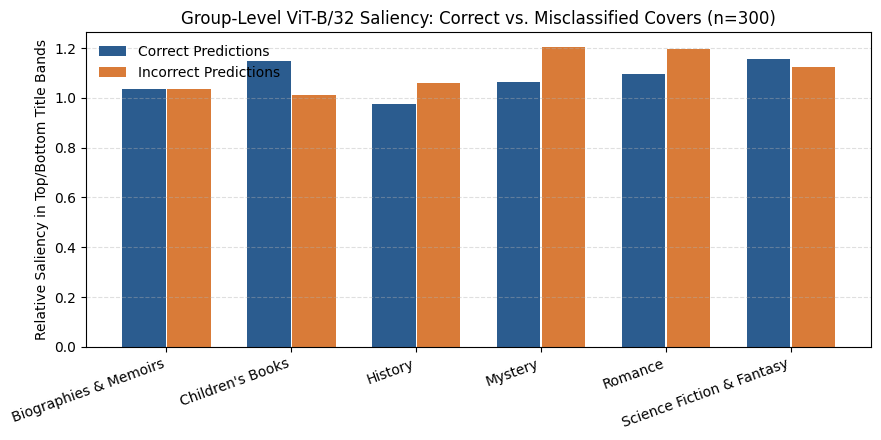 Group-Level ViT-B/32 Saliency: Correct vs. Misclassified Covers (n=300)
Relative Saliency in Top/Bottom Title Bands
1.2
1.0
0.8
0.6
0.4
0.2
0.0
Correct Predictions
Incorrect Predictions
Biographies & Memoirs
Children's Books
History
Mystery
Romance
Science Fiction & Fantasy